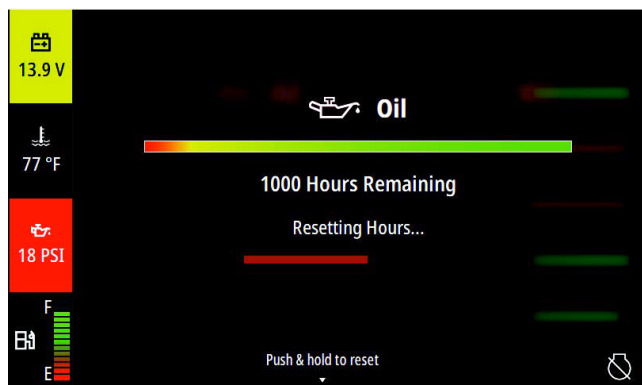 13.9 V
77 °F
18 PSI
F
E
Oil
1000 Hours Remaining
Resetting Hours...
Push & hold to reset